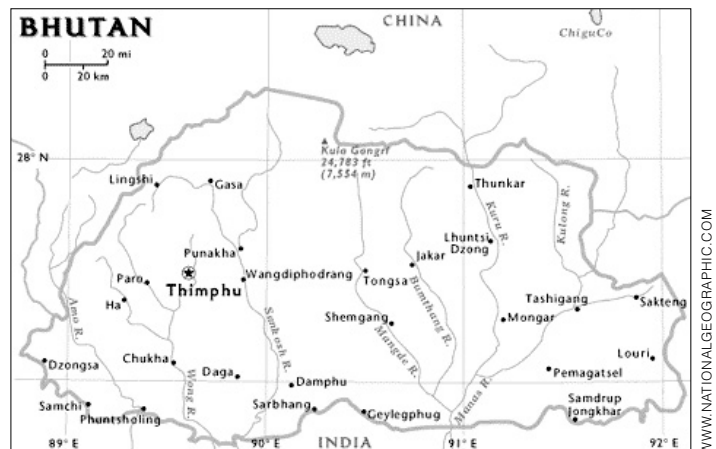 BHUTAN
0 20 mi
0 20 km
CHINA
ChiguCo
28° N
Kula Gangri
24,783 ft
(7,554 m)
Lingshi
Gasa
Thunkar
Kuru R.
Kulong R.
Lhuntsi
Dzong
Punakha
Jakar
Paro
Thimphu
Wangdiphodrang
Tongsa
Bumthang R.
Ha
Amo R.
Sunkosh R.
Shemgang
Mangde R.
Mongar
Tashigang
Sakteng
Dzongsa
Chukha
Wong R.
Daga
Damphu
Manas R.
Pemagatsel
Louri
Samchi
Phuntsholing
Sarbhang
Geylegphug
Samdrup
Jongkhar
89° E
90° E
INDIA
91° E
92° E
WWW.NATIONALGEOGRAPHIC.COM